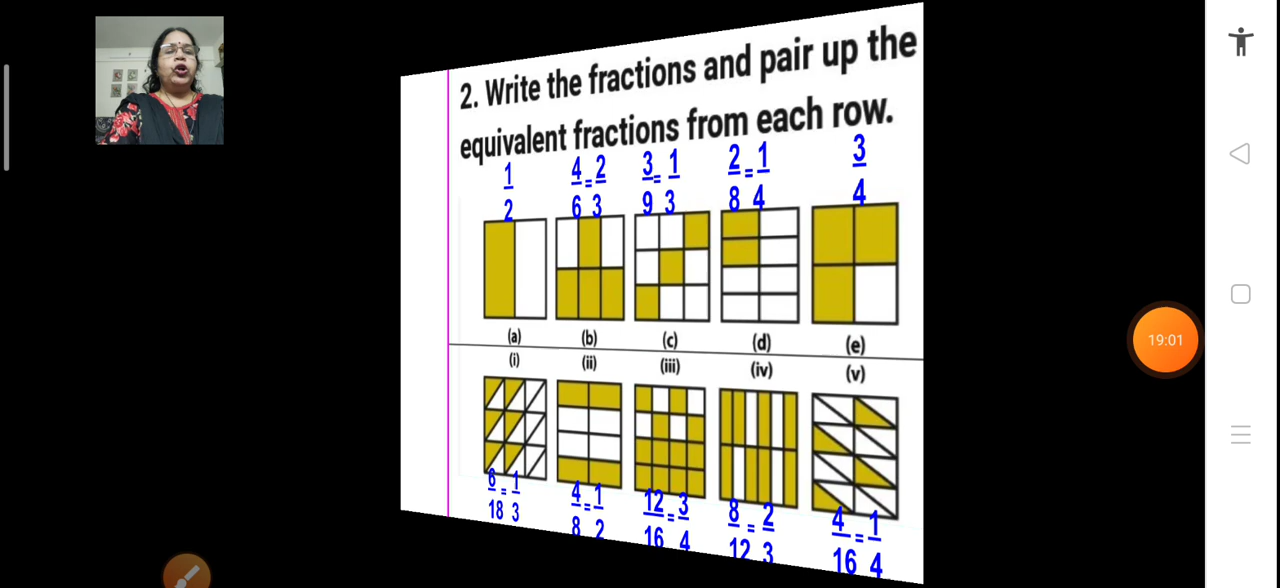 2. Write the fractions and pair up the
equivalent fractions from each row.
1/2 4/6=2/3 3/9=1/3 2/8=1/4 3/4
(a) (b) (c) (d) (e)
(i) (ii) (iii) (iv) (v)
6/18=1/3 4/8=1/2 12/16=3/4 8/12=2/3 4/16=1/4
19:01